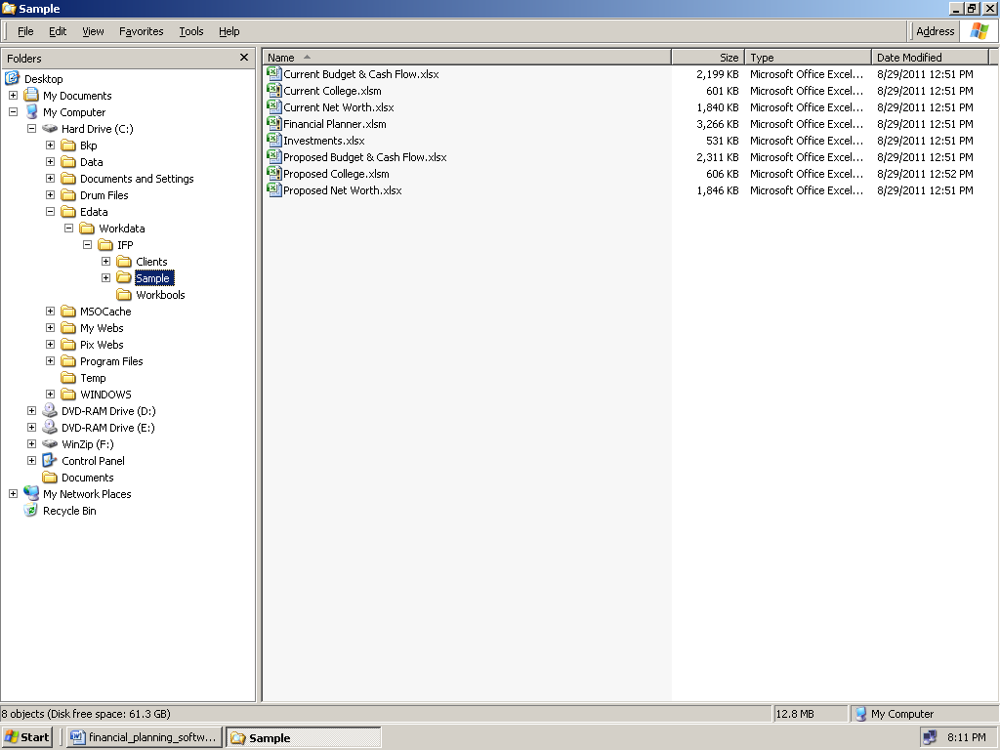 Sample
File Edit View Favorites Tools Help Address
Folders
Desktop
My Documents
My Computer
Hard Drive (C:)
Bkp
Data
Documents and Settings
Drum Files
Edata
Workdata
IFP
Clients
Sample
Workbools
MSOCache
My Webs
Pix Webs
Program Files
Temp
WINDOWS
DVD-RAM Drive (D:)
DVD-RAM Drive (E:)
WinZip (F:)
Control Panel
Documents
My Network Places
Recycle Bin
Name Size Type Date Modified
Current Budget & Cash Flow.xlsx 2,199 KB Microsoft Office Excel... 8/29/2011 12:51 PM
Current College.xlsm 601 KB Microsoft Office Excel... 8/29/2011 12:51 PM
Current Net Worth.xlsx 1,840 KB Microsoft Office Excel... 8/29/2011 12:51 PM
Financial Planner.xlsm 3,266 KB Microsoft Office Excel... 8/29/2011 12:51 PM
Investments.xlsx 531 KB Microsoft Office Excel... 8/29/2011 12:51 PM
Proposed Budget & Cash Flow.xlsx 2,311 KB Microsoft Office Excel... 8/29/2011 12:51 PM
Proposed College.xlsm 606 KB Microsoft Office Excel... 8/29/2011 12:52 PM
Proposed Net Worth.xlsx 1,846 KB Microsoft Office Excel... 8/29/2011 12:51 PM
8 objects (Disk free space: 61.3 GB) 12.8 MB My Computer
Start financial_planning_softw... Sample 8:11 PM